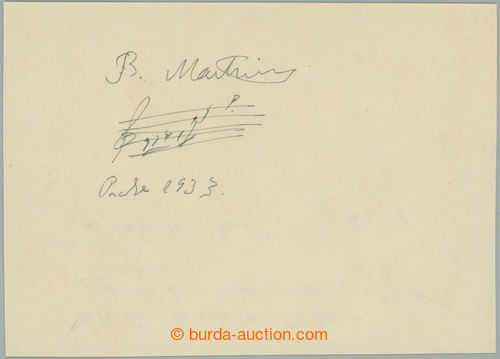 B. Martinů
Praha 1933.
© burda-auction.com